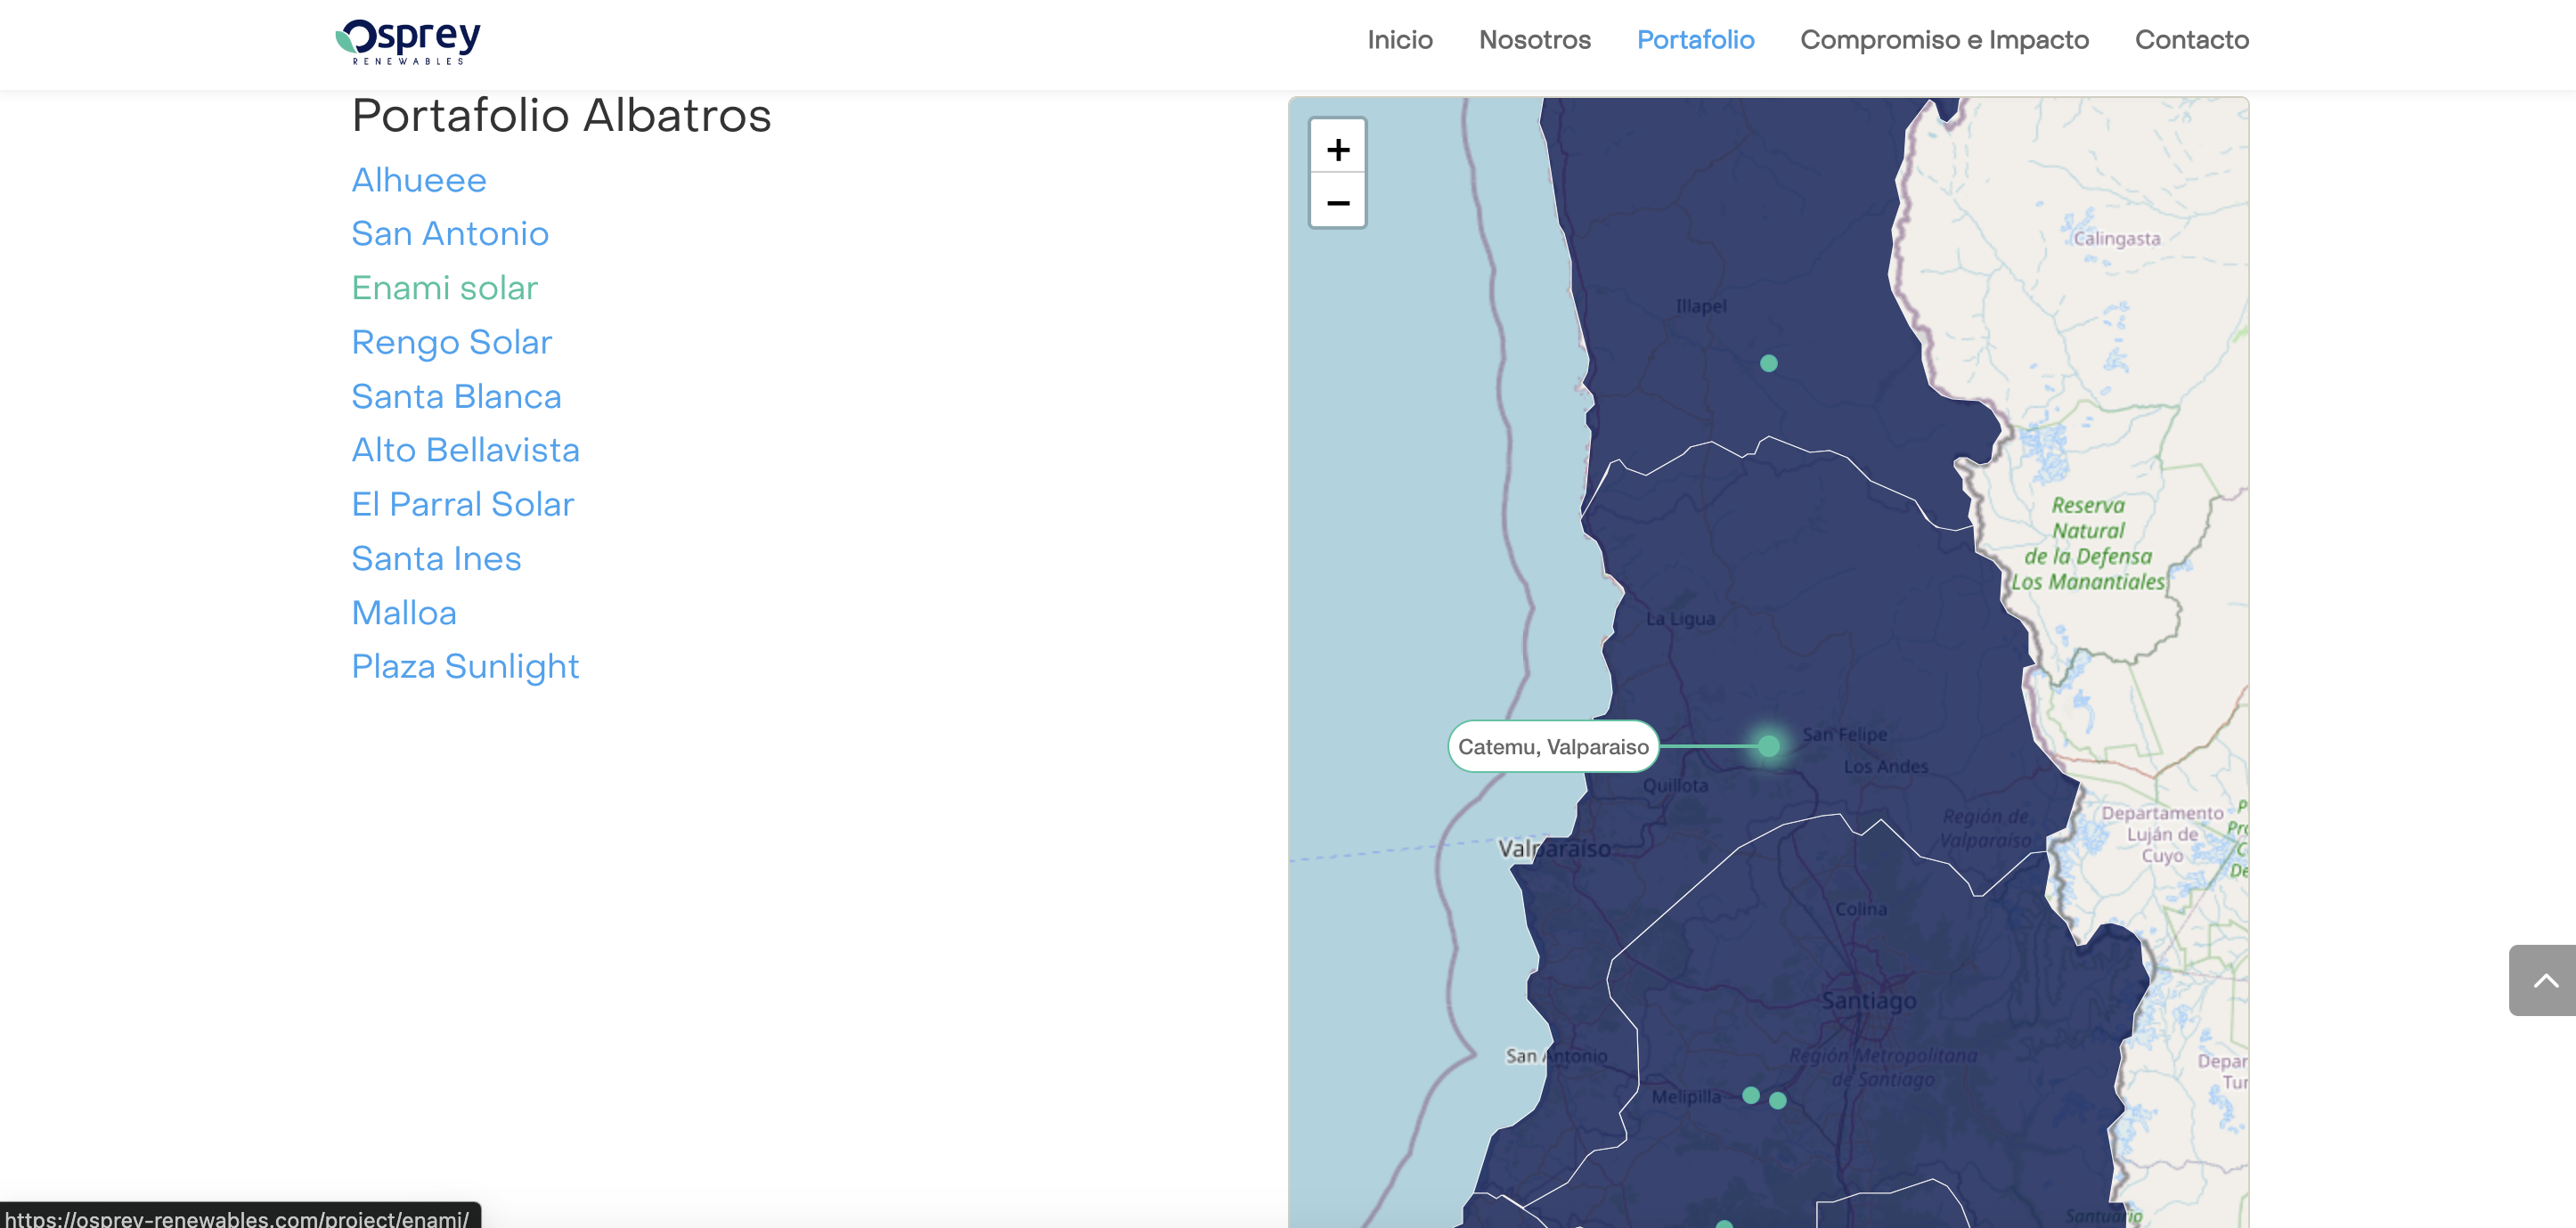 Osprey
RENEWABLES
Inicio
Nosotros
Portafolio
Compromiso e Impacto
Contacto
Portafolio Albatros
Alhueee
San Antonio
Enami solar
Rengo Solar
Santa Blanca
Alto Bellavista
El Parral Solar
Santa Ines
Malloa
Plaza Sunlight
+
−
Calingasta
Illapel
Reserva
Natural
de la Defensa
Los Manantiales
La Ligua
Catemu, Valparaiso
San Felipe
Los Andes
Quillota
Región de
Valparaíso
Departamento
Luján de
Cuyo
Valparaíso
Colina
Santiago
San Antonio
Región Metropolitana
de Santiago
Melipilla
Santuario
https://osprey-renewables.com/project/enami/